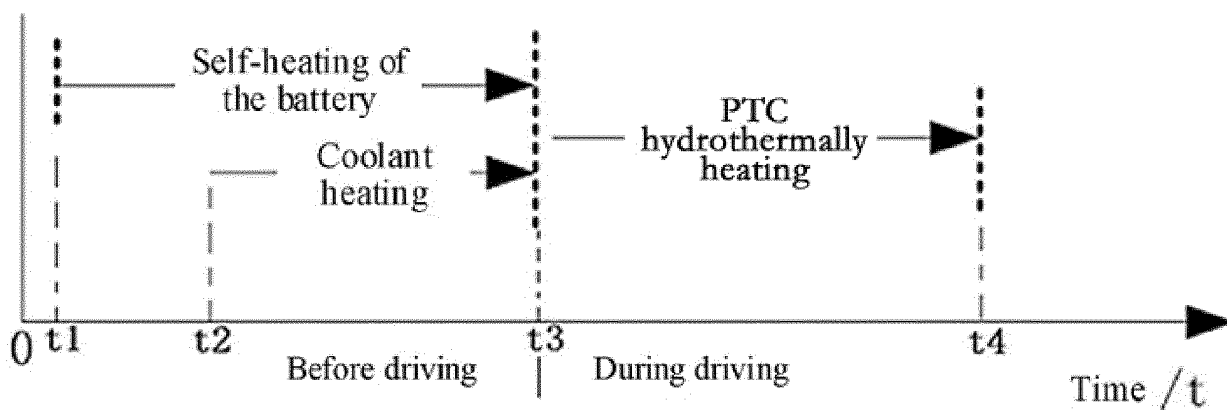 Self-heating of
the battery
PTC
hydrothermally
heating
Coolant
heating
0 t1 t2 t3 t4
Before driving
During driving
Time /t